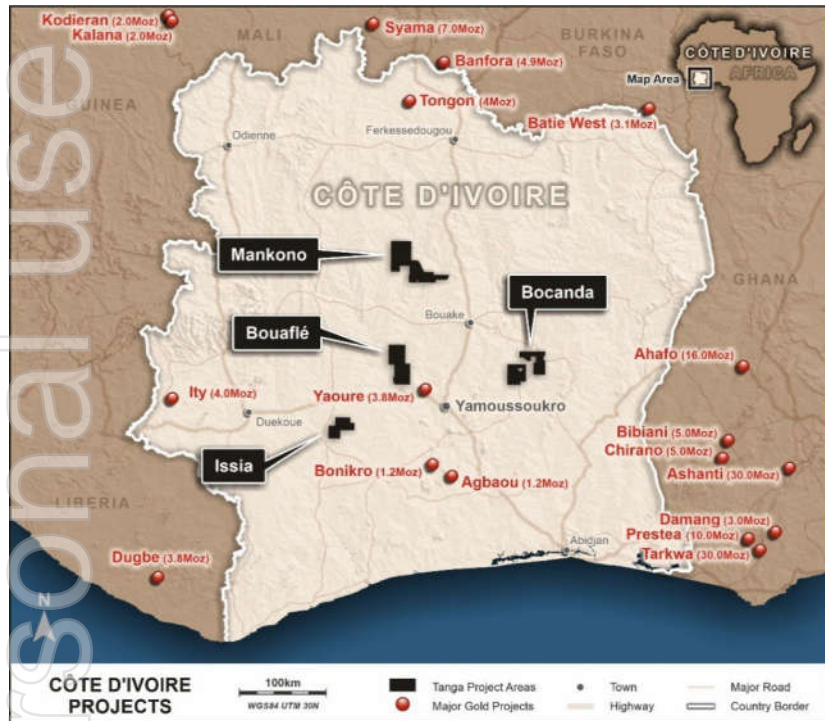 Kodieran (2.0Moz)
Kalana (2.0Moz)
MALI
Syama (7.0Moz)
BURKINA
FASO
CÔTE D'IVOIRE
AFRICA
Map Area
Banfora (4.9Moz)
GUINEA
Tongon (4Moz)
Batie West (3.1Moz)
Odienne
Ferkessedougou
CÔTE D'IVOIRE
Mankono
GHANA
Bocanda
Bouake
Bouaflé
Ahafo (16.0Moz)
Ity (4.0Moz)
Yaoure (3.8Moz)
Yamoussoukro
Duekoue
Bibiani (5.0Moz)
Chirano (5.0Moz)
Issia
Bonikro (1.2Moz)
Agbaou (1.2Moz)
Ashanti (30.0Moz)
LIBERIA
Damang (3.0Moz)
Prestea (10.0Moz)
Tarkwa (30.0Moz)
Abidjan
Dugbe (3.8Moz)
N
CÔTE D'IVOIRE
PROJECTS
100km
WGS84 UTM 30N
Tanga Project Areas
Major Gold Projects
Town
Highway
Major Road
Country Border
rsonal use